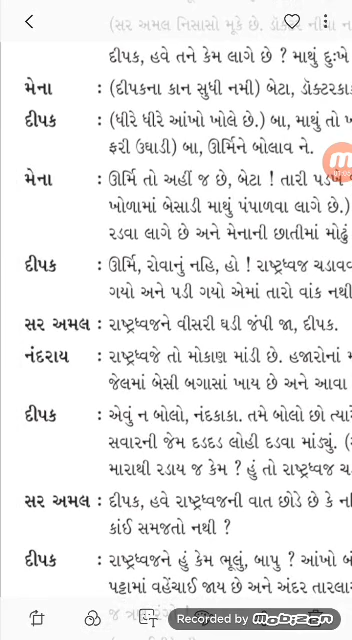 (સર અમલ નિસાસો મૂકે છે. ડૉક્ટર નીચા ન
દીપક, હવે તને કેમ લાગે છે ? માથું દુઃખે
મેના : (દીપકના કાન સુધી નમી) બેટા, ડૉક્ટરકાક
દીપક : (ધીરે ધીરે આંખો ખોલે છે.) બા, માથું તો
ફરી ઉઘાડી) બા, ઊર્મિને બોલાવ ને.
મેના : ઊર્મિ તો અહીં જ છે, બેટા ! તારી પડખે
ખોળામાં બેસાડી માથું પંપાળવા લાગે છે.)
રડવા લાગે છે અને મેનાની છાતીમાં મોઢું
દીપક : ઊર્મિ, રોવાનું નહિ, હો ! રાષ્ટ્રધ્વજ ચડાવવ
ગયો અને પડી ગયો એમાં તારો વાંક નથી
સર અમલ : રાષ્ટ્રધ્વજને વીસરી ઘડી જંપી જા, દીપક.
નંદરાય : રાષ્ટ્રધ્વજે તો મોકાણ માંડી છે. હજારોનાં
જેલમાં બેસી બગાસાં ખાય છે અને આવા
દીપક : એવું ન બોલો, નંદકાકા. તમે બોલો છો ત્યારે
સવારની જેમ દડદડ લોહી દડવા માંડ્યું.
મારાથી રડાય જ કેમ ? હું તો રાષ્ટ્રધ્વજ ચ
સર અમલ : દીપક, હવે રાષ્ટ્રધ્વજની વાત છોડે છે કે નહિ
કાંઈ સમજતો નથી ?
દીપક : રાષ્ટ્રધ્વજને હું કેમ ભૂલું, બાપુ ? આંખો બં
પટ્ટામાં વહેંચાઈ જાય છે અને અંદર તારલા
Recorded by
mobizen